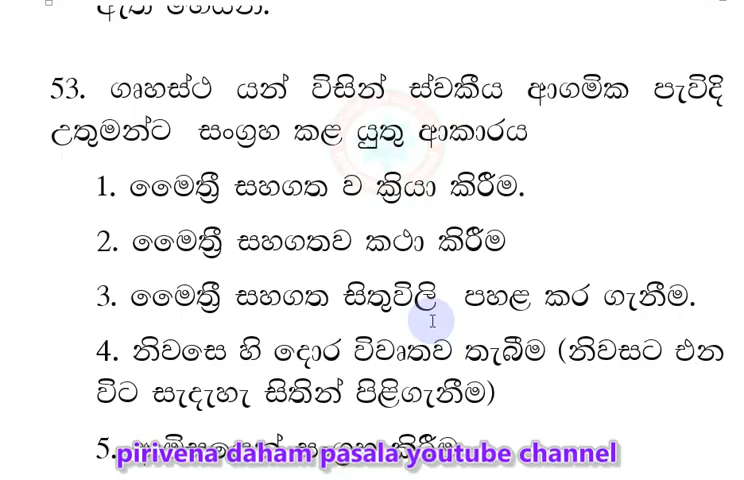 53. ගෘහස්ථ යන් විසින් ස්වකීය ආගමික පැවිදි
උතුමන්ට සංග්‍රහ කළ යුතු ආකාරය
1. මෛත්‍රී සහගත ව ක්‍රියා කිරීම.
2. මෛත්‍රී සහගතව කථා කිරීම
3. මෛත්‍රී සහගත සිතුවිලි පහළ කර ගැනීම.
4. නිවසෙ හි දොර විවෘතව තැබීම (නිවසට එන
විට සැදැහැ සිතින් පිළිගැනීම)
5.
pirivena daham pasala youtube channel